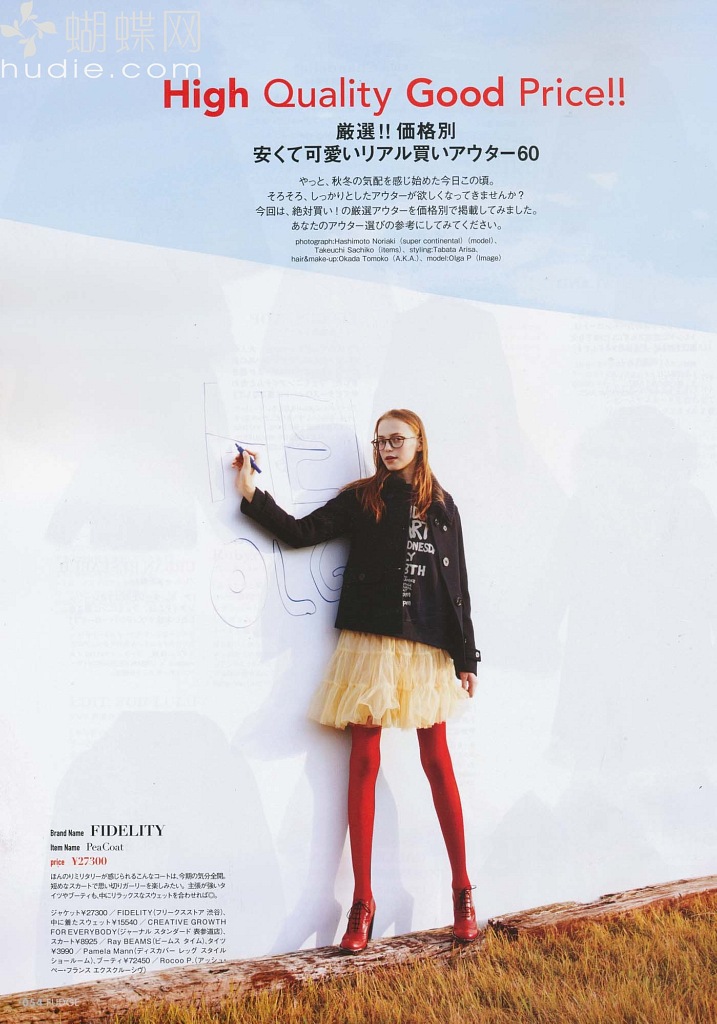 蝴蝶网
hudie.com
High Quality Good Price!!
厳選!! 価格別
安くて可愛いリアル買いアウター60
やっと、秋冬の気配を感じ始めた今日この頃。
そろそろ、しっかりとしたアウターが欲しくなってきませんか？
今回は、絶対買い！の厳選アウターを価格別で掲載してみました。
あなたのアウター選びの参考にしてみてください。
photograph:Hashimoto Noriaki（super continental）（model）、
Takeuchi Sachiko（items）、styling:Tabata Arisa、
hair&make-up:Okada Tomoko（A.K.A.）、model:Olga P（Image）
HEL
OLG
ART
LY
Brand Name FIDELITY
Item Name PeaCoat
price ¥27300
ほんのりミリタリーが感じられるこんなコートは、今期の気分全開。
短めなスカートで思い切りガーリーを楽しみたい。主張が強いタ
イツやブーティも、中にリラックスなスウェットを合わせれば◎。
ジャケット¥27300／FIDELITY（フリークスストア 渋谷）、
中に着たスウェット¥15540／CREATIVE GROWTH
FOR EVERYBODY（ジャーナル スタンダード 表参道店）、
スカート¥8925／Ray BEAMS（ビームス タイム）、タイツ
¥3990／Pamela Mann（ディスカバー レッグ スタイル
ショールーム）、ブーティ¥72450／Rocoo P.（アッシュ・
ペー・フランス エクスクルーシヴ）
054 FUDGE